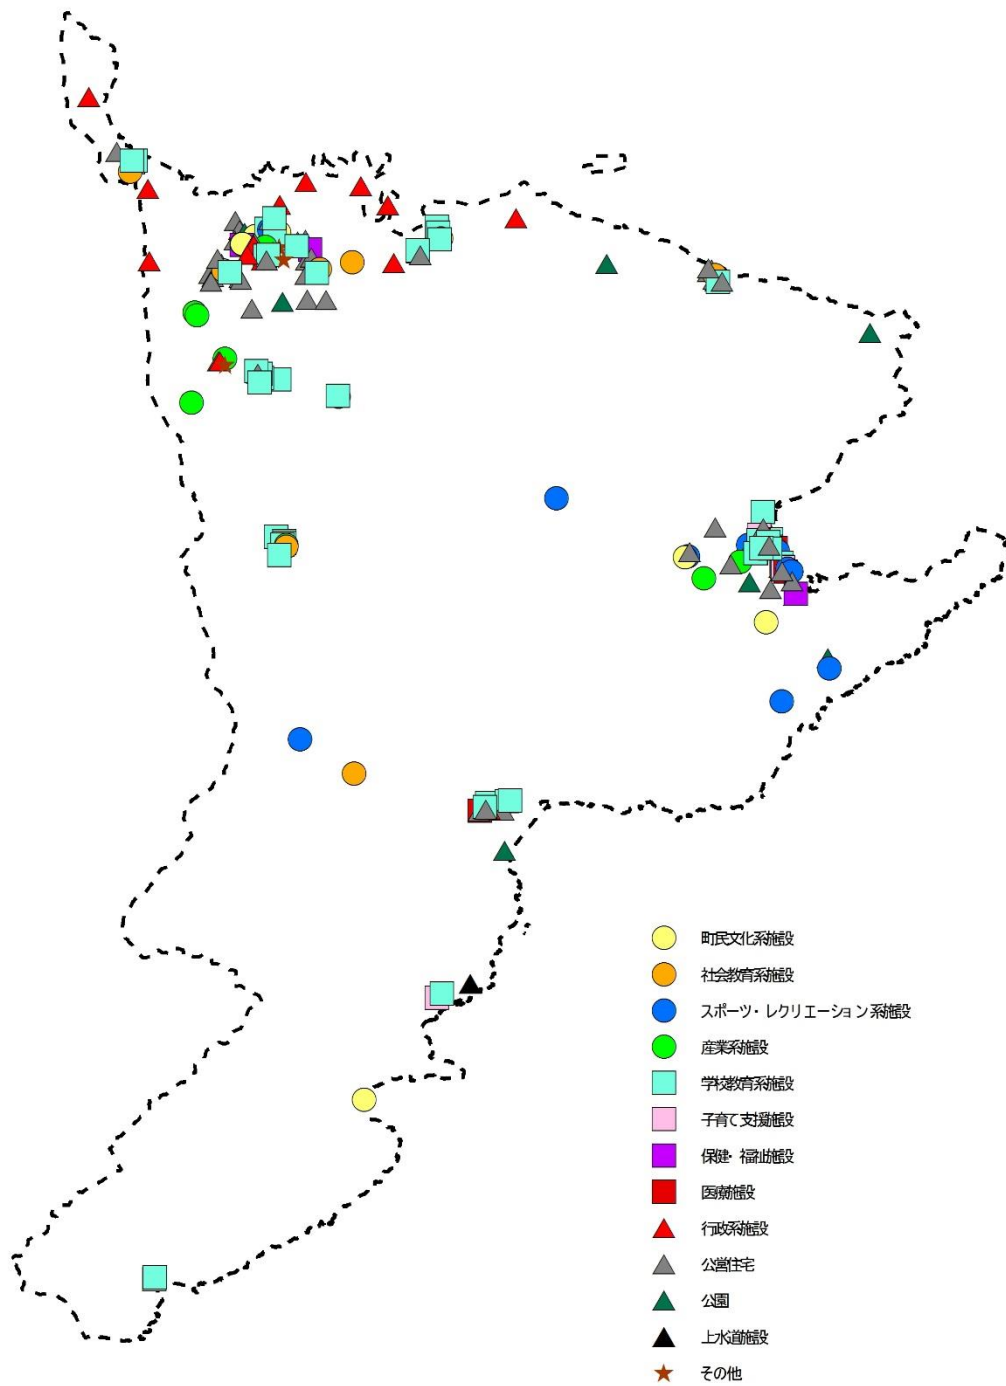 町民文化系施設
社会教育系施設
スポーツ・レクリエーション系施設
産業系施設
学校教育系施設
子育て支援施設
保健・福祉施設
医療施設
行政系施設
公営住宅
公園
上水道施設
その他